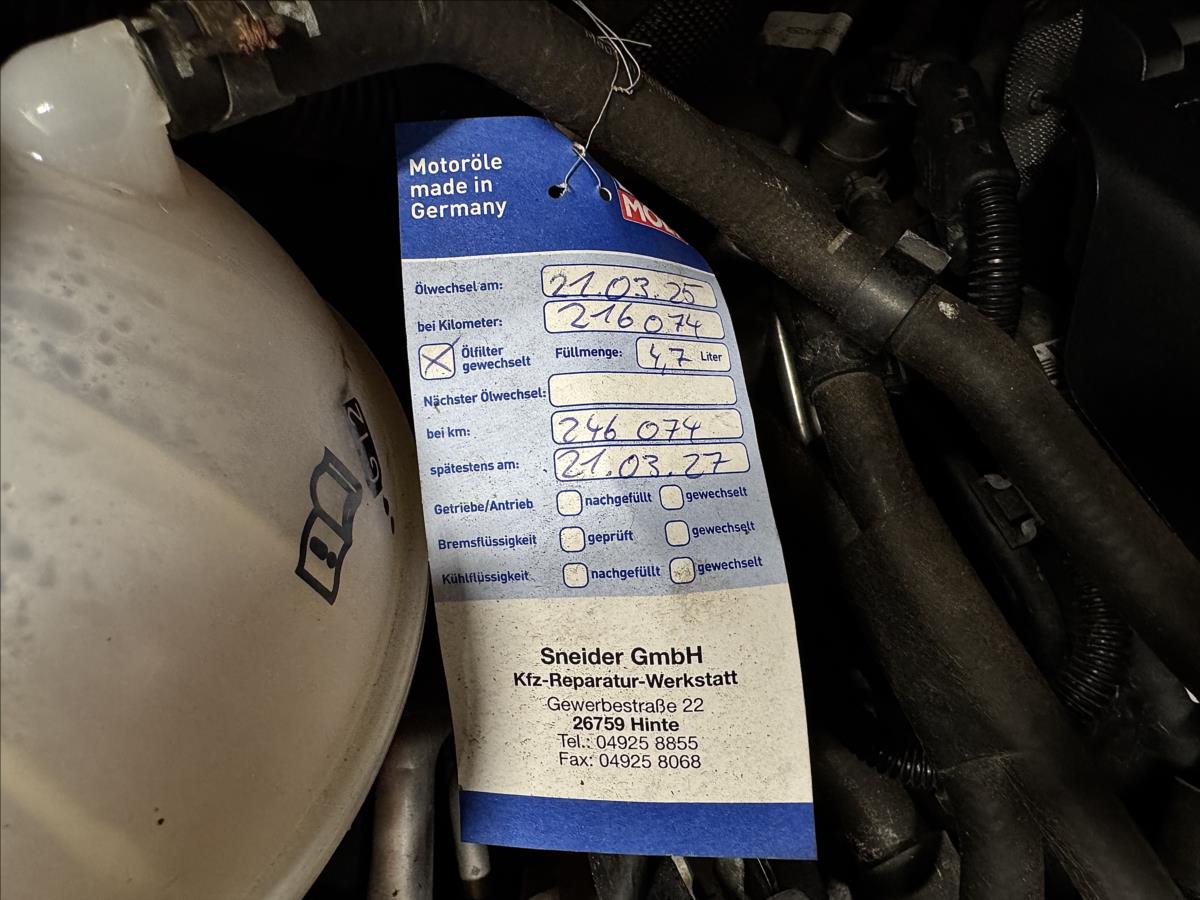 Motoröle
made in
Germany
Ölwechsel am: 21.03.25
bei Kilometer: 216 074
Ölfilter gewechselt Füllmenge: 4,7 Liter
Nächster Ölwechsel:
bei km: 246 074
spätestens am: 21.03.27
Getriebe/Antrieb nachgefüllt gewechselt
Bremsflüssigkeit geprüft gewechselt
Kühlflüssigkeit nachgefüllt gewechselt
Sneider GmbH
Kfz-Reparatur-Werkstatt
Gewerbestraße 22
26759 Hinte
Tel.: 04925 8855
Fax: 04925 8068